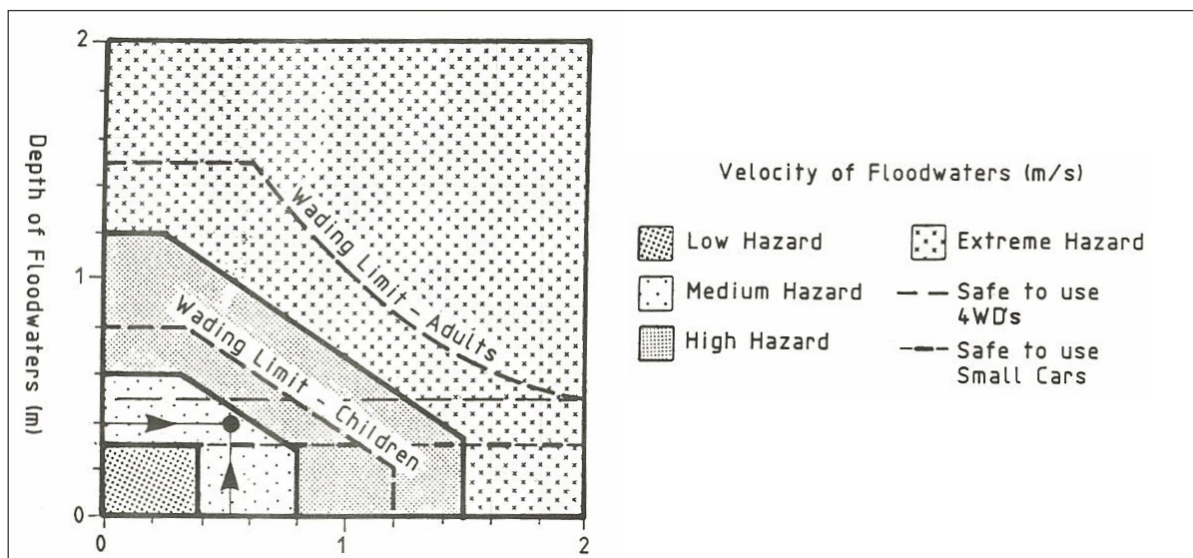 2
1
0
Depth of Floodwaters (m)
Wading Limit - Adults
Wading Limit - Children
0
1
2
Velocity of Floodwaters (m/s)
Low Hazard
Medium Hazard
High Hazard
Extreme Hazard
Safe to use
4WD's
Safe to use
Small Cars